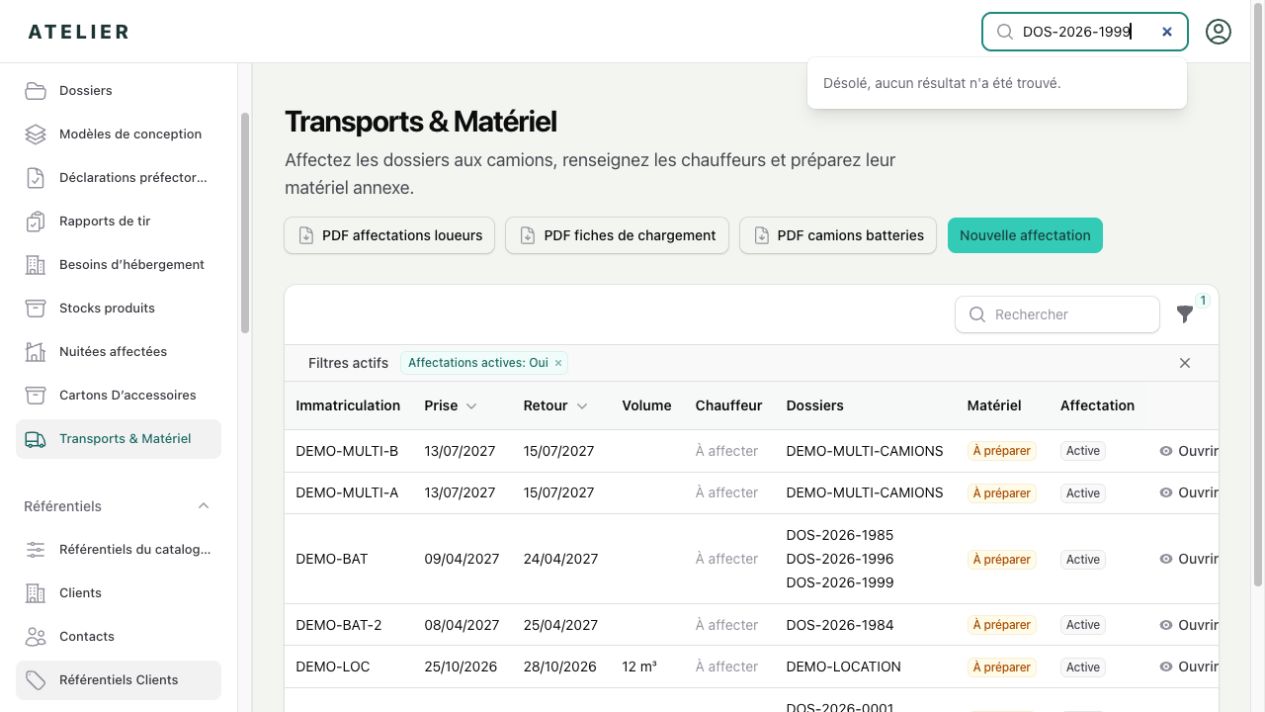 ATELIER
DOS-2026-1999
Désolé, aucun résultat n'a été trouvé.
Dossiers
Modèles de conception
Déclarations préfector...
Rapports de tir
Besoins d'hébergement
Stocks produits
Nuitées affectées
Cartons D'accessoires
Transports & Matériel
Référentiels
Référentiels du catalog...
Clients
Contacts
Référentiels Clients
Transports & Matériel
Affectez les dossiers aux camions, renseignez les chauffeurs et préparez leur
matériel annexe.
PDF affectations loueurs PDF fiches de chargement PDF camions batteries Nouvelle affectation
Rechercher 1
Filtres actifs Affectations actives: Oui ×
Immatriculation Prise Retour Volume Chauffeur Dossiers Matériel Affectation
DEMO-MULTI-B 13/07/2027 15/07/2027 À affecter DEMO-MULTI-CAMIONS À préparer Active Ouvrir
DEMO-MULTI-A 13/07/2027 15/07/2027 À affecter DEMO-MULTI-CAMIONS À préparer Active Ouvrir
DOS-2026-1985
DEMO-BAT 09/04/2027 24/04/2027 À affecter DOS-2026-1996 À préparer Active Ouvrir
DOS-2026-1999
DEMO-BAT-2 08/04/2027 25/04/2027 À affecter DOS-2026-1984 À préparer Active Ouvrir
DEMO-LOC 25/10/2026 28/10/2026 12 m³ À affecter DEMO-LOCATION À préparer Active Ouvrir
DOS-2026-0001